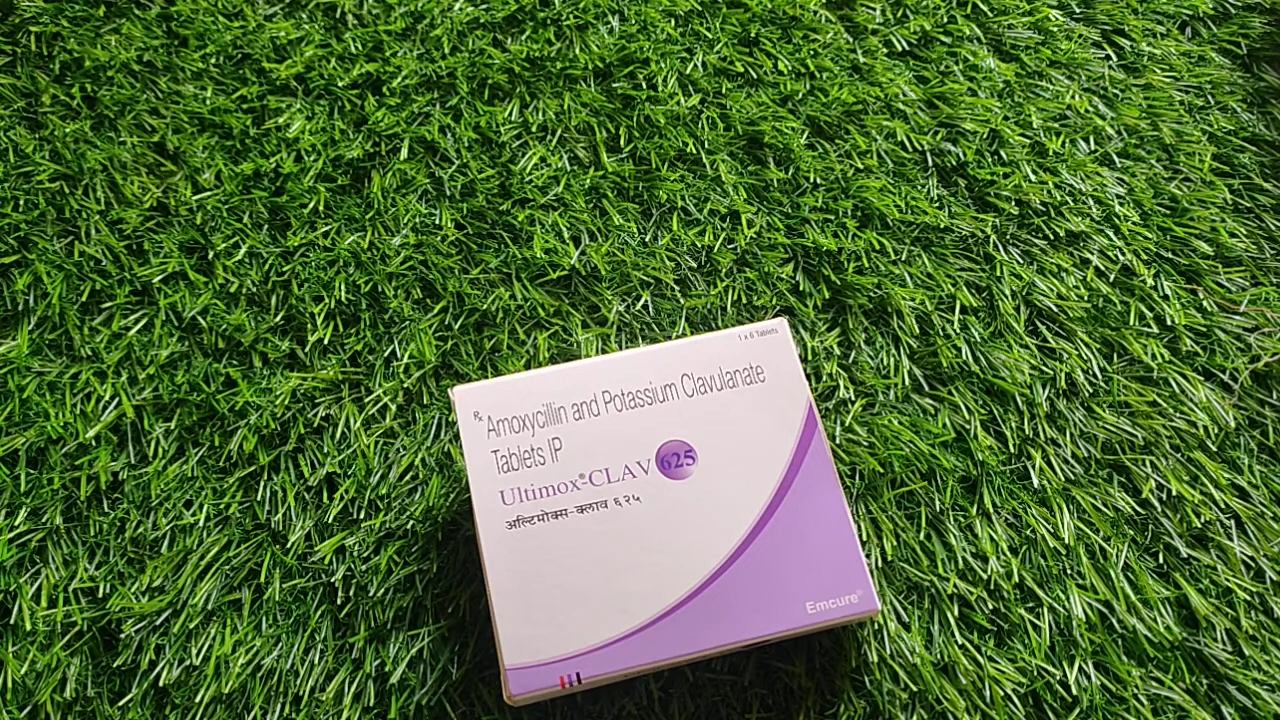 1 x 6 Tablets
Rx Amoxycillin and Potassium Clavulanate
Tablets IP
Ultimox®-CLAV 625
अल्टिमोक्स-क्लाव ६२५
Emcure®